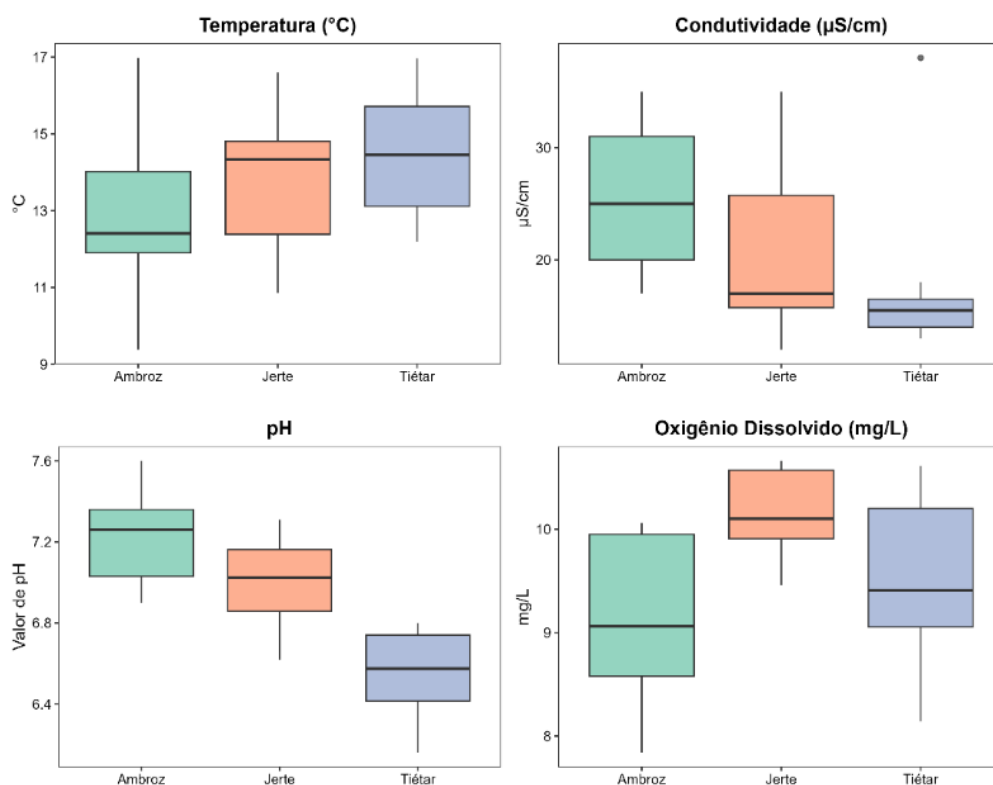 Temperatura (°C)
17
15
13
11
9
°C
Ambroz Jerte Tiétar
Condutividade (µS/cm)
30
20
µS/cm
Ambroz Jerte Tiétar
pH
7.6
7.2
6.8
6.4
Valor de pH
Ambroz Jerte Tiétar
Oxigênio Dissolvido (mg/L)
10
9
8
mg/L
Ambroz Jerte Tiétar